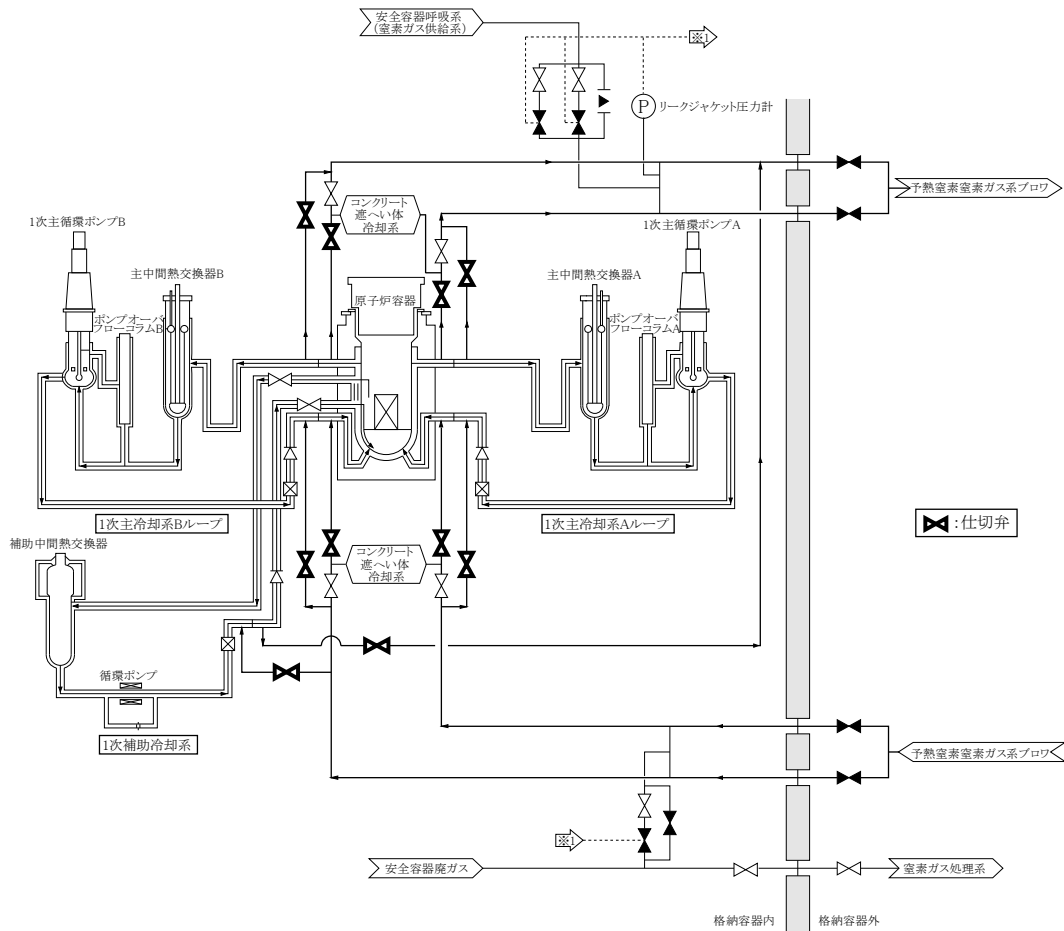 安全容器呼吸系
(窒素ガス供給系)
※1
P
リークジャケット圧力計
予熱窒素窒素ガス系ブロワ
コンクリート
遮へい体
冷却系
1次主循環ポンプB
1次主循環ポンプA
主中間熱交換器B
原子炉容器
主中間熱交換器A
ポンプオーバ
フローコラムB
ポンプオーバ
フローコラムA
1次主冷却系Bループ
1次主冷却系Aループ
:仕切弁
補助中間熱交換器
コンクリート
遮へい体
冷却系
循環ポンプ
1次補助冷却系
予熱窒素窒素ガス系ブロワ
※1
安全容器廃ガス
窒素ガス処理系
格納容器内
格納容器外